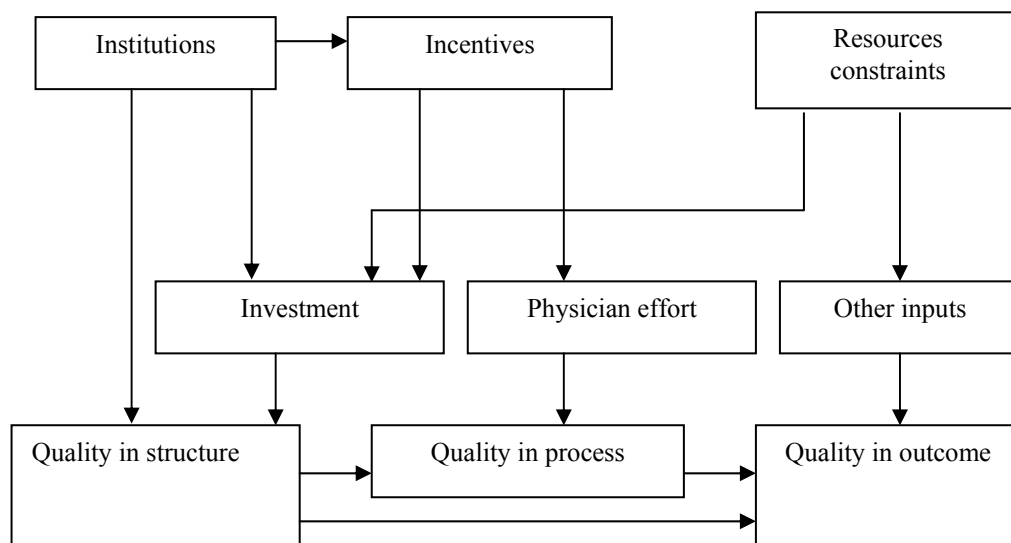 Institutions
Incentives
Resources
constraints
Investment
Physician effort
Other inputs
Quality in structure
Quality in process
Quality in outcome